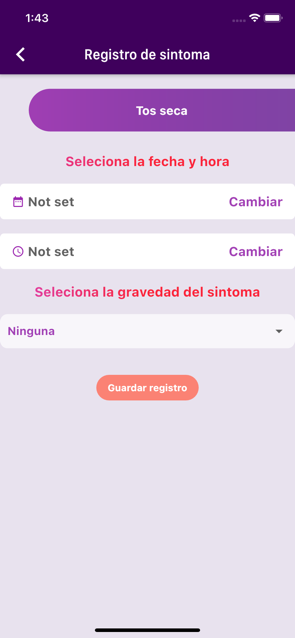 1:43
Registro de sintoma
Tos seca
Seleciona la fecha y hora
Not set Cambiar
Not set Cambiar
Seleciona la gravedad del sintoma
Ninguna
Guardar registro